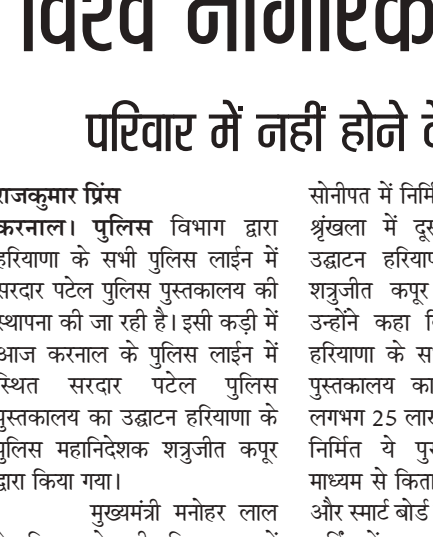 विश्व नागरिक
परिवार में नहीं होने
राजकुमार प्रिंस
करनाल। पुलिस विभाग द्वारा
हरियाणा के सभी पुलिस लाईन में
सरदार पटेल पुलिस पुस्तकालय की
स्थापना की जा रही है। इसी कड़ी में
आज करनाल के पुलिस लाईन में
स्थित सरदार पटेल पुलिस
पुस्तकालय का उद्घाटन हरियाणा के
पुलिस महानिदेशक शत्रुजीत कपूर
द्वारा किया गया।
मुख्यमंत्री मनोहर लाल
सोनीपत में
श्रृंखला में
उद्घाटन
शत्रुजीत कपूर
उन्होंने कहा
हरियाणा के
पुस्तकालय
लगभग 25
निर्मित ये
माध्यम से
और स्मार्ट बोर्ड